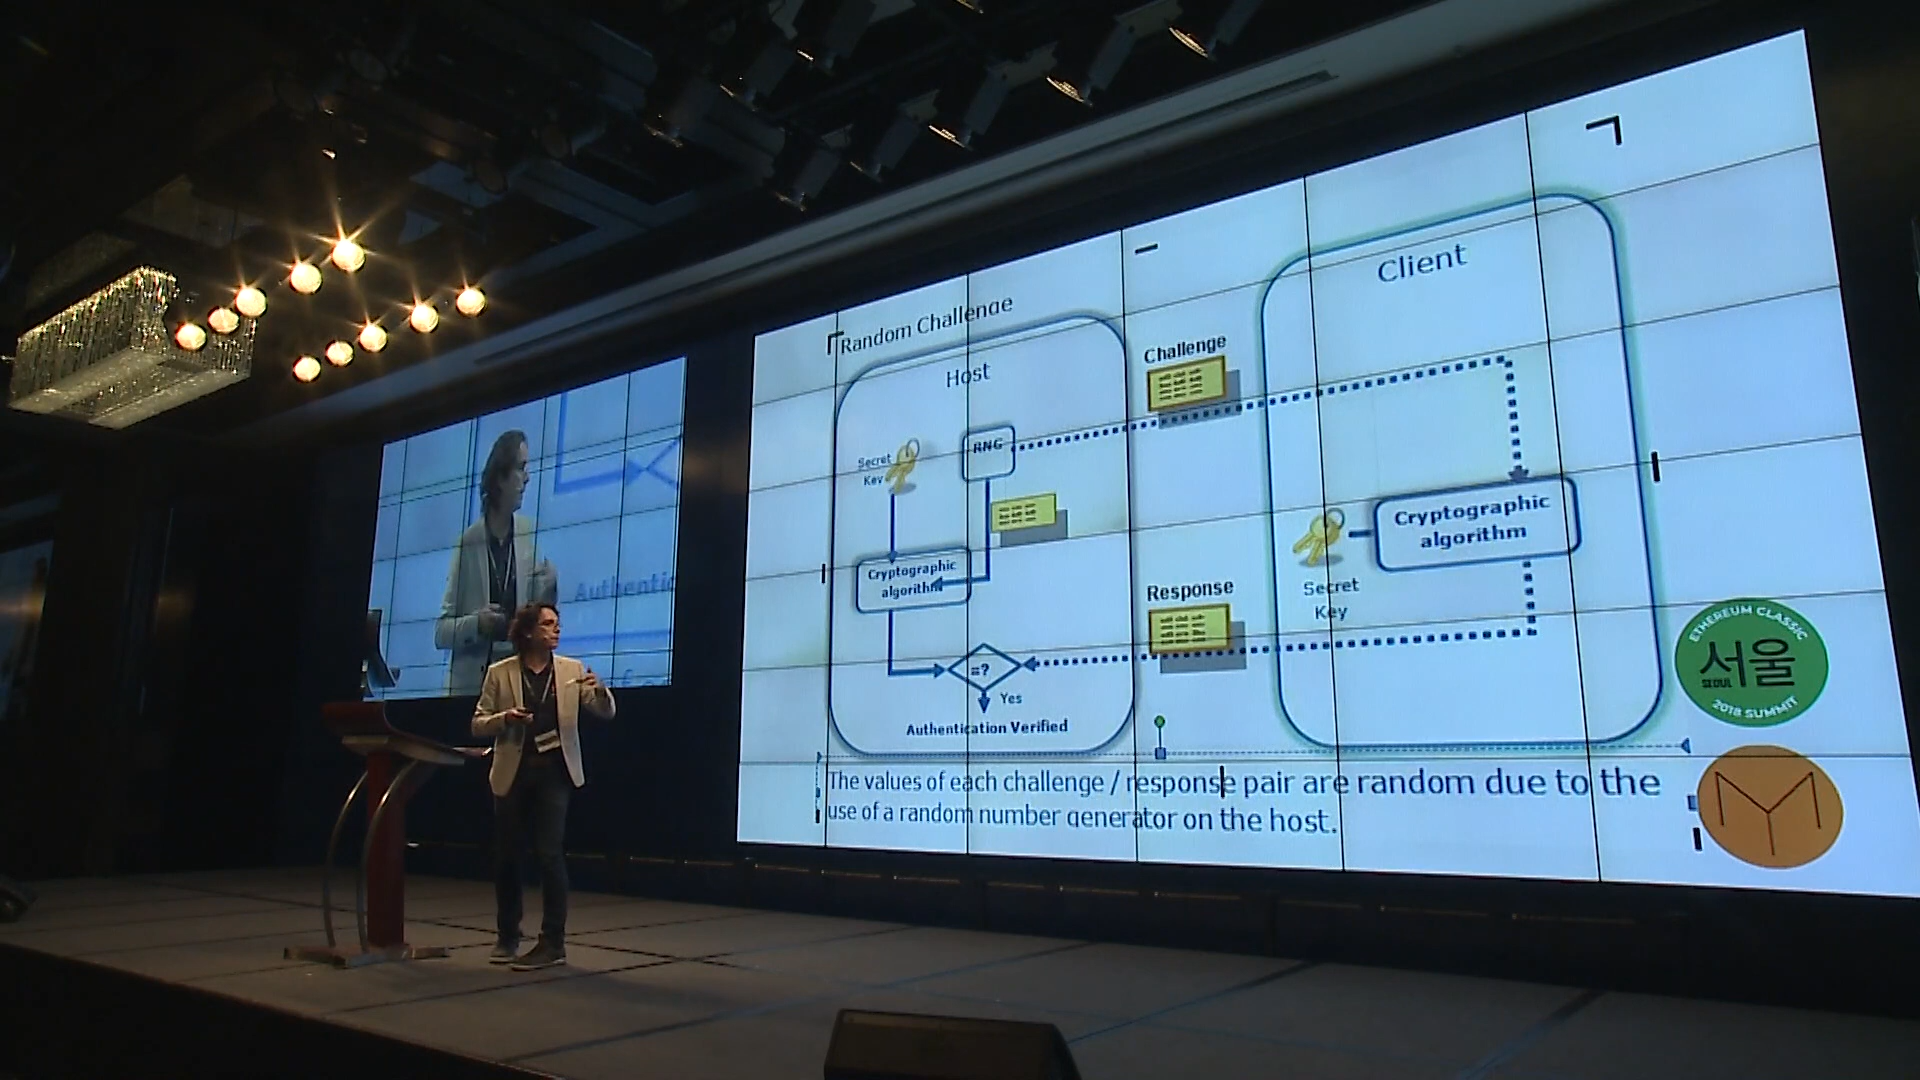 Random Challenge
Host
Client
Challenge
RNG
Secret
Key
Cryptographic
algorithm
Cryptographic
algorithm
Secret
Key
Response
=?
Yes
Authentication Verified
The values of each challenge / response pair are random due to the
use of a random number generator on the host.
ETHEREUM CLASSIC
서울
SEOUL
2018 SUMMIT
Authentic